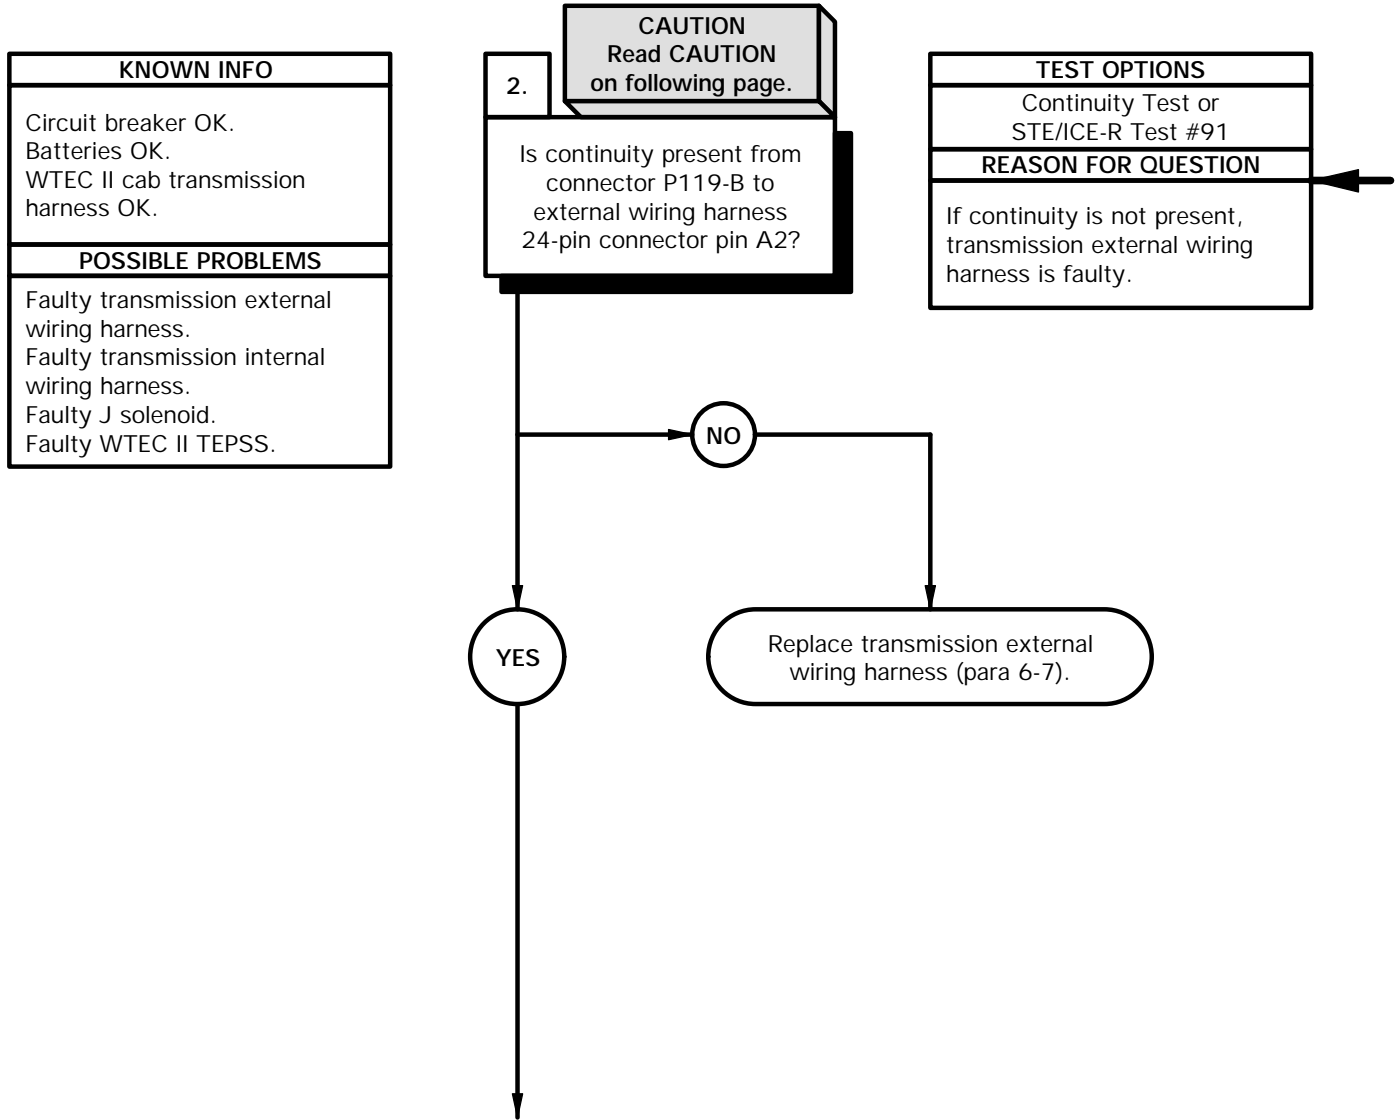 KNOWN INFO
Circuit breaker OK.
Batteries OK.
WTEC II cab transmission
harness OK.
POSSIBLE PROBLEMS
Faulty transmission external
wiring harness.
Faulty transmission internal
wiring harness.
Faulty J solenoid.
Faulty WTEC II TEPSS.
CAUTION
Read CAUTION
on following page.
2.
Is continuity present from
connector P119-B to
external wiring harness
24-pin connector pin A2?
TEST OPTIONS
Continuity Test or
STE/ICE-R Test #91
REASON FOR QUESTION
If continuity is not present,
transmission external wiring
harness is faulty.
NO
YES
Replace transmission external
wiring harness (para 6-7).